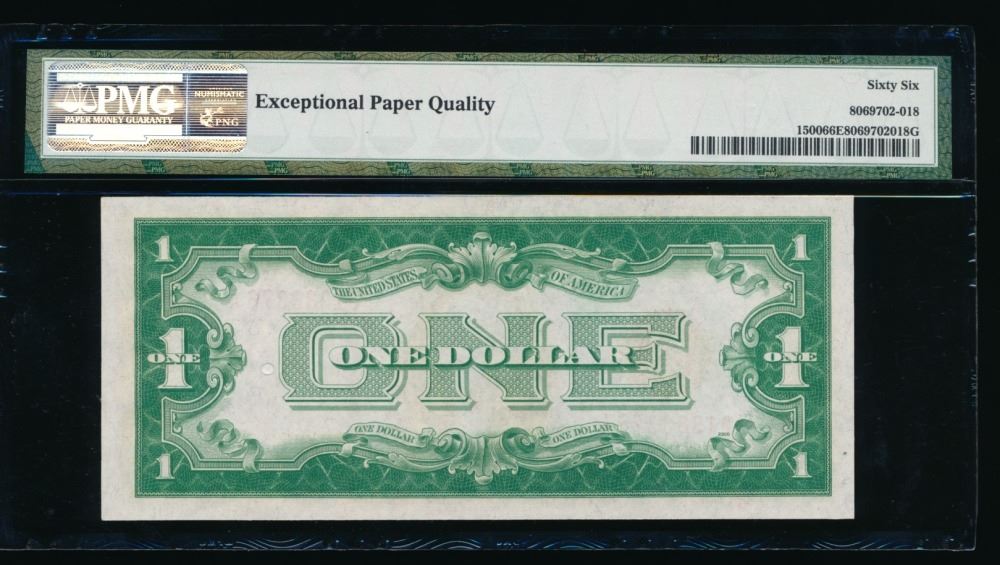 PMG
PAPER MONEY GUARANTY
NUMISMATIC
PNG
Exceptional Paper Quality
Sixty Six
8069702-018
150066E8069702018G
1
1
THE UNITED STATES
OF AMERICA
ONE
ONE DOLLAR
1
ONE
1
ONE
ONE DOLLAR
ONE DOLLAR
1
1